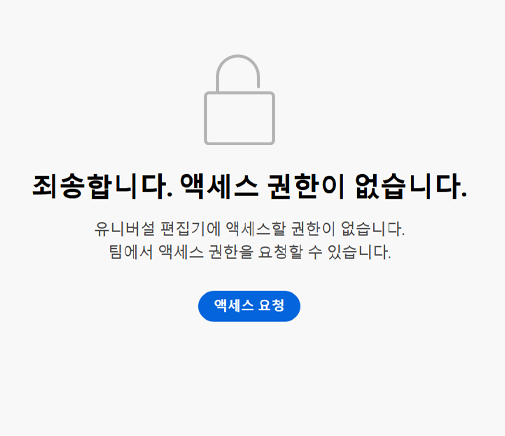 죄송합니다. 액세스 권한이 없습니다.
유니버설 편집기에 액세스할 권한이 없습니다.
팀에서 액세스 권한을 요청할 수 있습니다.
액세스 요청